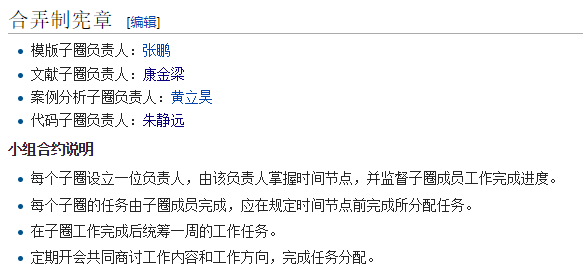 合弄制宪章 [编辑]
模版子圈负责人：张鹏
文献子圈负责人：康金梁
案例分析子圈负责人：黄立昊
代码子圈负责人：朱静远
小组合约说明
每个子圈设立一位负责人，由该负责人掌握时间节点，并监督子圈成员工作完成进度。
每个子圈的任务由子圈成员完成，应在规定时间节点前完成所分配任务。
在子圈工作完成后统筹一周的工作任务。
定期开会共同商讨工作内容和工作方向，完成任务分配。